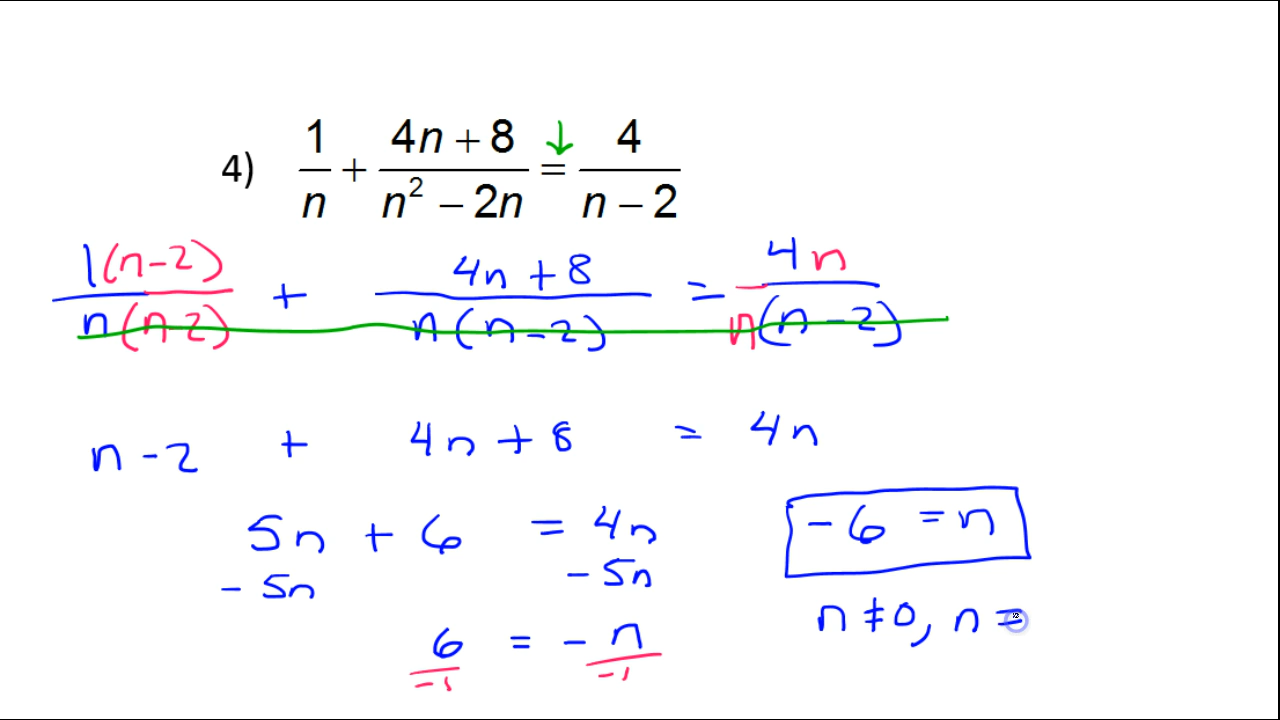 4) 1/n + (4n + 8)/(n² − 2n) = 4/(n − 2)
↓
1(n-2)/n(n-2) + 4n+8/n(n-2) = 4n/n(n-2)
n-2 + 4n+8 = 4n
5n + 6 = 4n
-6 = n
-5n -5n
n ≠ 0, n =
6 = -n
-1 -1